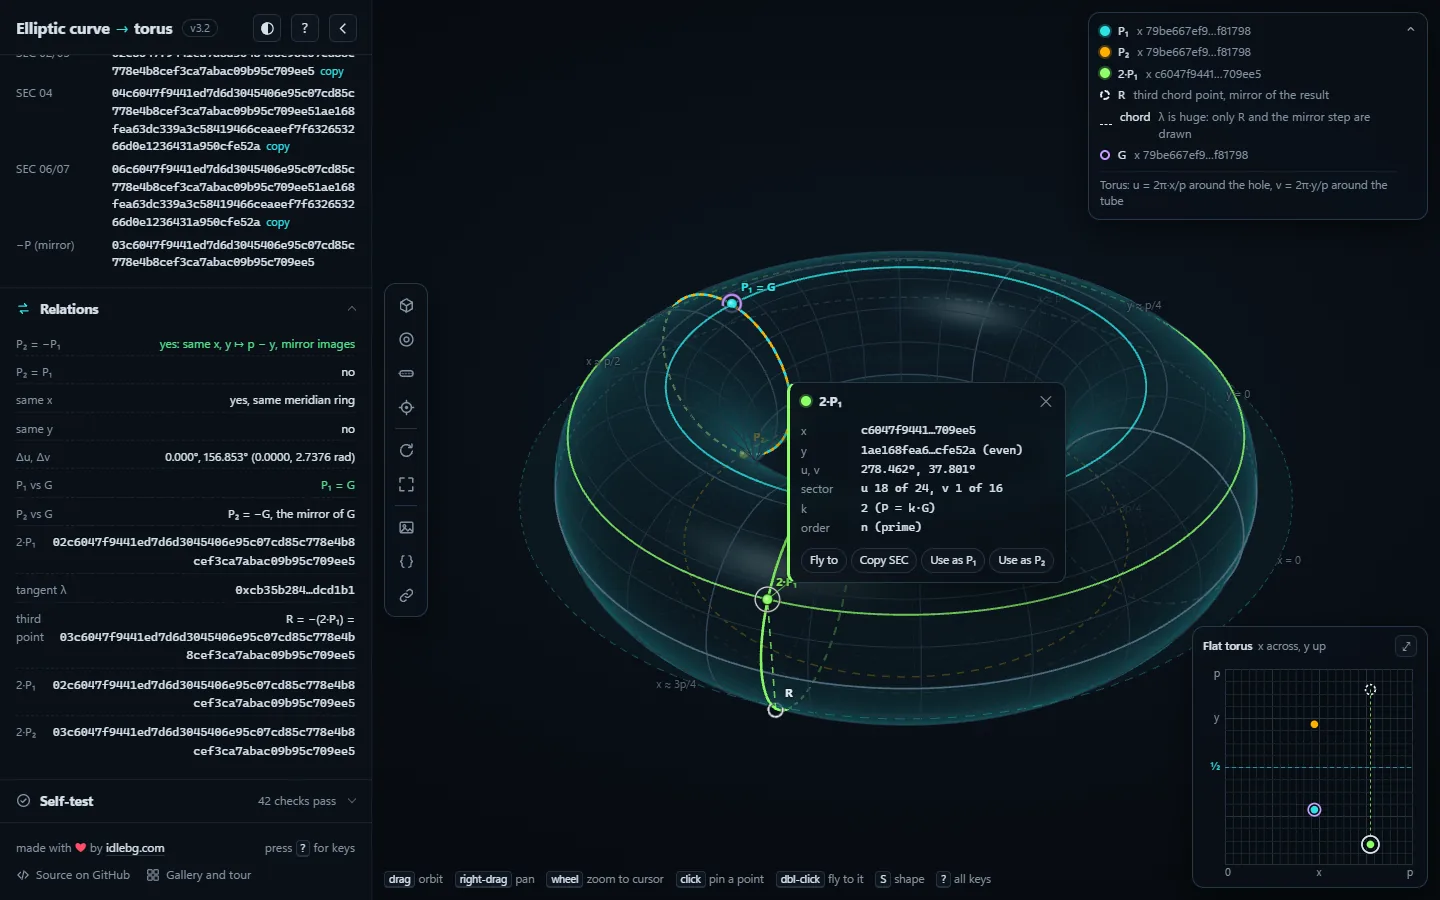 Elliptic curve → torus v3.2 ?
778e4b8cef3ca7abac09b95c709ee5 copy
SEC 04
04c6047f9441ed7d6d3045406e95c07cd85c
778e4b8cef3ca7abac09b95c709ee51ae168
fea63dc339a3c58419466ceaeef7f6326532
66d0e1236431a950cfe52a copy
SEC 06/07
06c6047f9441ed7d6d3045406e95c07cd85c
778e4b8cef3ca7abac09b95c709ee51ae168
fea63dc339a3c58419466ceaeef7f6326532
66d0e1236431a950cfe52a copy
−P (mirror)
03c6047f9441ed7d6d3045406e95c07cd85c
778e4b8cef3ca7abac09b95c709ee5
Relations
P₂ = −P₁ yes: same x, y ↦ p − y, mirror images
P₂ = P₁ no
same x yes, same meridian ring
same y no
Δu, Δv 0.000°, 156.853° (0.0000, 2.7376 rad)
P₁ vs G P₁ = G
P₂ vs G P₂ = −G, the mirror of G
2·P₁ 02c6047f9441ed7d6d3045406e95c07cd85c778e4b8
cef3ca7abac09b95c709ee5
tangent λ 0xcb35b284…dcd1b1
third R = −(2·P₁) =
point 03c6047f9441ed7d6d3045406e95c07cd85c778e4b
8cef3ca7abac09b95c709ee5
2·P₁ 02c6047f9441ed7d6d3045406e95c07cd85c778e4b8
cef3ca7abac09b95c709ee5
2·P₂ 03c6047f9441ed7d6d3045406e95c07cd85c778e4b8
cef3ca7abac09b95c709ee5
Self-test 42 checks pass
made with ❤ by idlebg.com press ? for keys
Source on GitHub Gallery and tour
P₁ x 79be667ef9…f81798
P₂ x 79be667ef9…f81798
2·P₁ x c6047f9441…709ee5
R third chord point, mirror of the result
chord λ is huge: only R and the mirror step are
drawn
G x 79be667ef9…f81798
Torus: u = 2π·x/p around the hole, v = 2π·y/p around the
tube
P₁ = G
y ≈ p/4
x ≈ p/2
y ≈ 0
P₂
x ≈ 0
2·P₁
x ≈ 3p/4
R
2·P₁
x c6047f9441…709ee5
y 1ae168fea6…cfe52a (even)
u, v 278.462°, 37.801°
sector u 18 of 24, v 1 of 16
k 2 (P = k·G)
order n (prime)
Fly to Copy SEC Use as P₁ Use as P₂
Flat torus x across, y up
p
y
½
0 x p
drag orbit right-drag pan wheel zoom to cursor click pin a point dbl-click fly to it S shape ? all keys